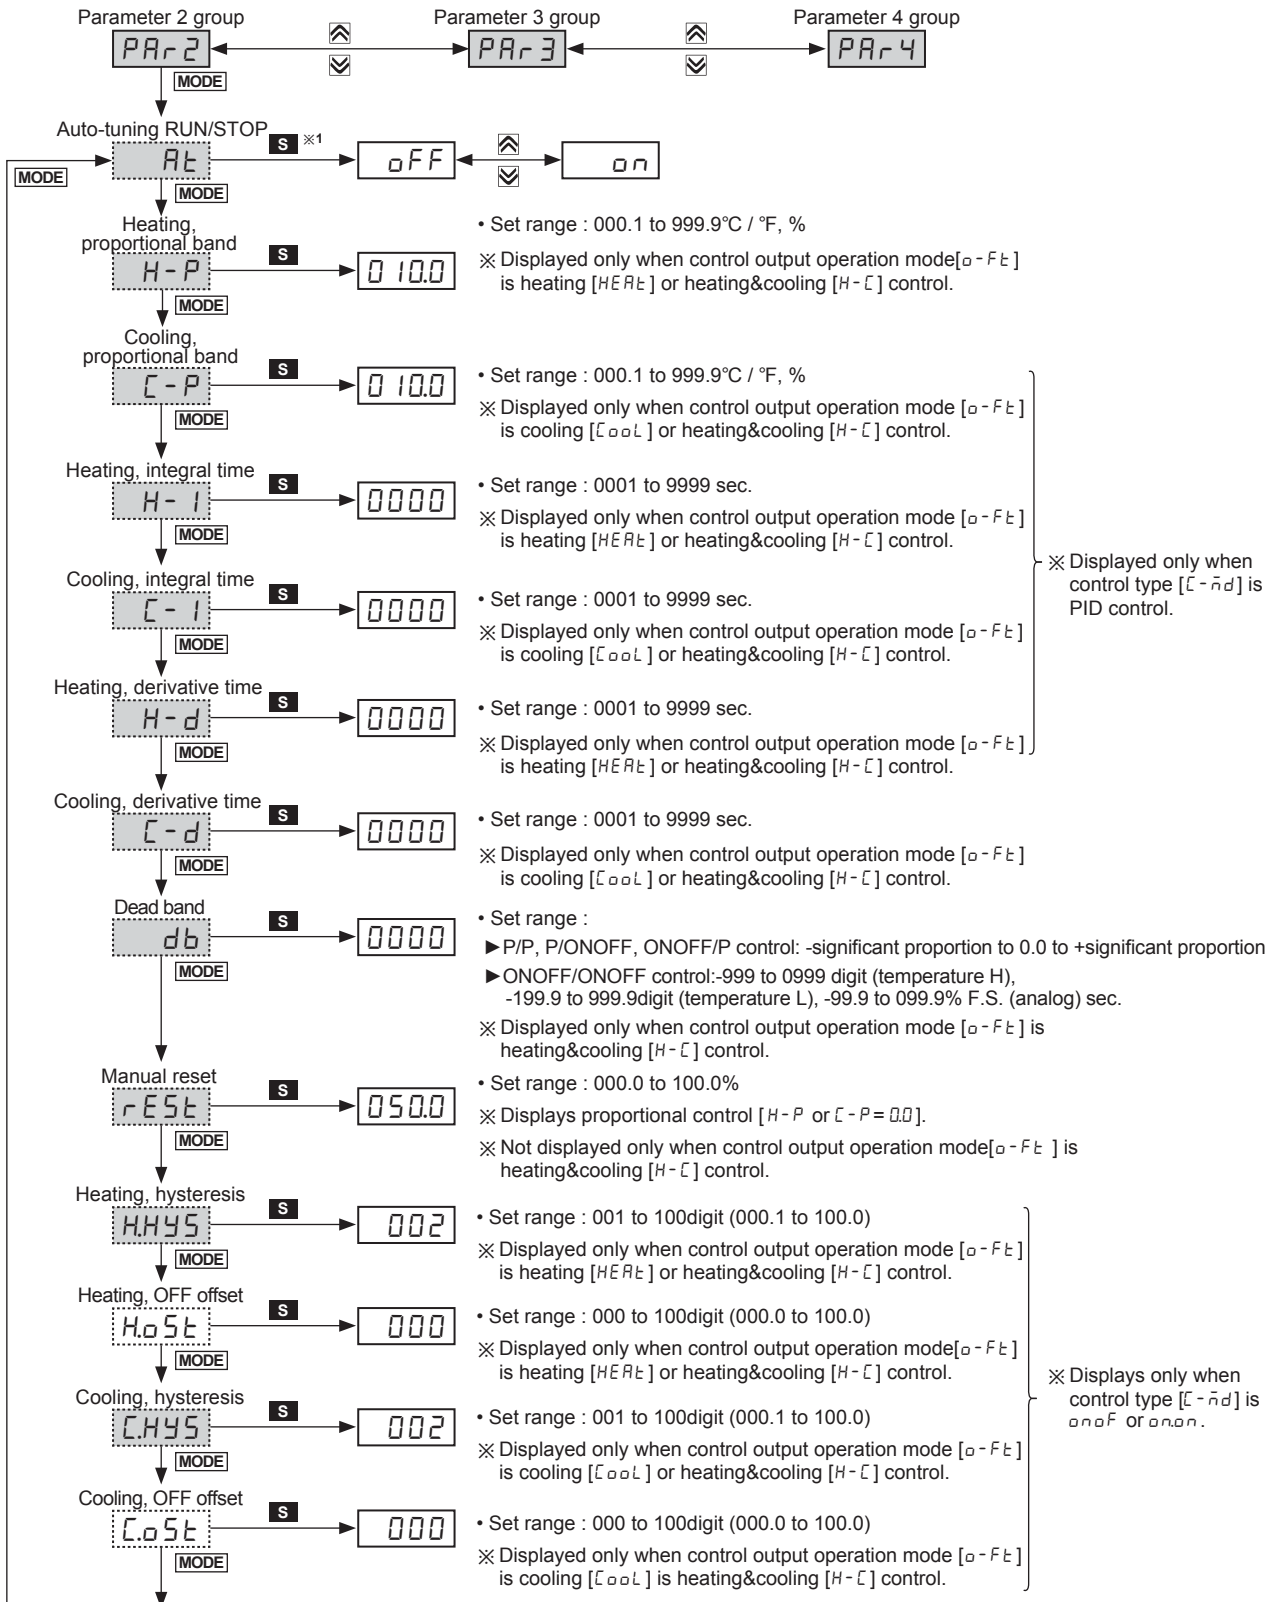 Parameter 2 group
Parameter 3 group
Parameter 4 group
PAr2
PAr3
PAr4
MODE
Auto-tuning RUN/STOP
At
S ※1
oFF
on
MODE
MODE
Heating,
proportional band
H-P
S
010.0
• Set range : 000.1 to 999.9℃ / ℉, %
※ Displayed only when control output operation mode[o-Ft]
is heating [HEAt] or heating&cooling [H-C] control.
MODE
Cooling,
proportional band
C-P
S
010.0
• Set range : 000.1 to 999.9℃ / ℉, %
※ Displayed only when control output operation mode [o-Ft]
is cooling [CooL] or heating&cooling [H-C] control.
MODE
Heating, integral time
H-I
S
0000
• Set range : 0001 to 9999 sec.
※ Displayed only when control output operation mode [o-Ft]
is heating [HEAt] or heating&cooling [H-C] control.
MODE
※ Displayed only when
control type [C-md] is
PID control.
Cooling, integral time
C-I
S
0000
• Set range : 0001 to 9999 sec.
※ Displayed only when control output operation mode [o-Ft]
is cooling [CooL] or heating&cooling [H-C] control.
MODE
Heating, derivative time
H-d
S
0000
• Set range : 0001 to 9999 sec.
※ Displayed only when control output operation mode [o-Ft]
is heating [HEAt] or heating&cooling [H-C] control.
MODE
Cooling, derivative time
C-d
S
0000
• Set range : 0001 to 9999 sec.
※ Displayed only when control output operation mode [o-Ft]
is cooling [CooL] or heating&cooling [H-C] control.
MODE
Dead band
db
S
0000
• Set range :
►P/P, P/ONOFF, ONOFF/P control: -significant proportion to 0.0 to +significant proportion
►ONOFF/ONOFF control:-999 to 0999 digit (temperature H),
-199.9 to 999.9digit (temperature L), -99.9 to 099.9% F.S. (analog) sec.
※ Displayed only when control output operation mode [o-Ft] is
heating&cooling [H-C] control.
MODE
Manual reset
rESt
S
050.0
• Set range : 000.0 to 100.0%
※ Displays proportional control [H-P or C-P= 0.0].
※ Not displayed only when control output operation mode[o-Ft ] is
heating&cooling [H-C] control.
MODE
Heating, hysteresis
H.HYS
S
002
• Set range : 001 to 100digit (000.1 to 100.0)
※ Displayed only when control output operation mode [o-Ft]
is heating [HEAt] or heating&cooling [H-C] control.
MODE
Heating, OFF offset
H.oSt
S
000
• Set range : 000 to 100digit (000.0 to 100.0)
※ Displayed only when control output operation mode[o-Ft]
is heating [HEAt] or heating&cooling [H-C] control.
MODE
※ Displays only when
control type [C-md] is
onoF or on.on.
Cooling, hysteresis
C.HYS
S
002
• Set range : 001 to 100digit (000.1 to 100.0)
※ Displayed only when control output operation mode [o-Ft]
is cooling [CooL] or heating&cooling [H-C] control.
MODE
Cooling, OFF offset
C.oSt
S
000
• Set range : 000 to 100digit (000.0 to 100.0)
※ Displayed only when control output operation mode [o-Ft]
is cooling [CooL] is heating&cooling [H-C] control.
MODE